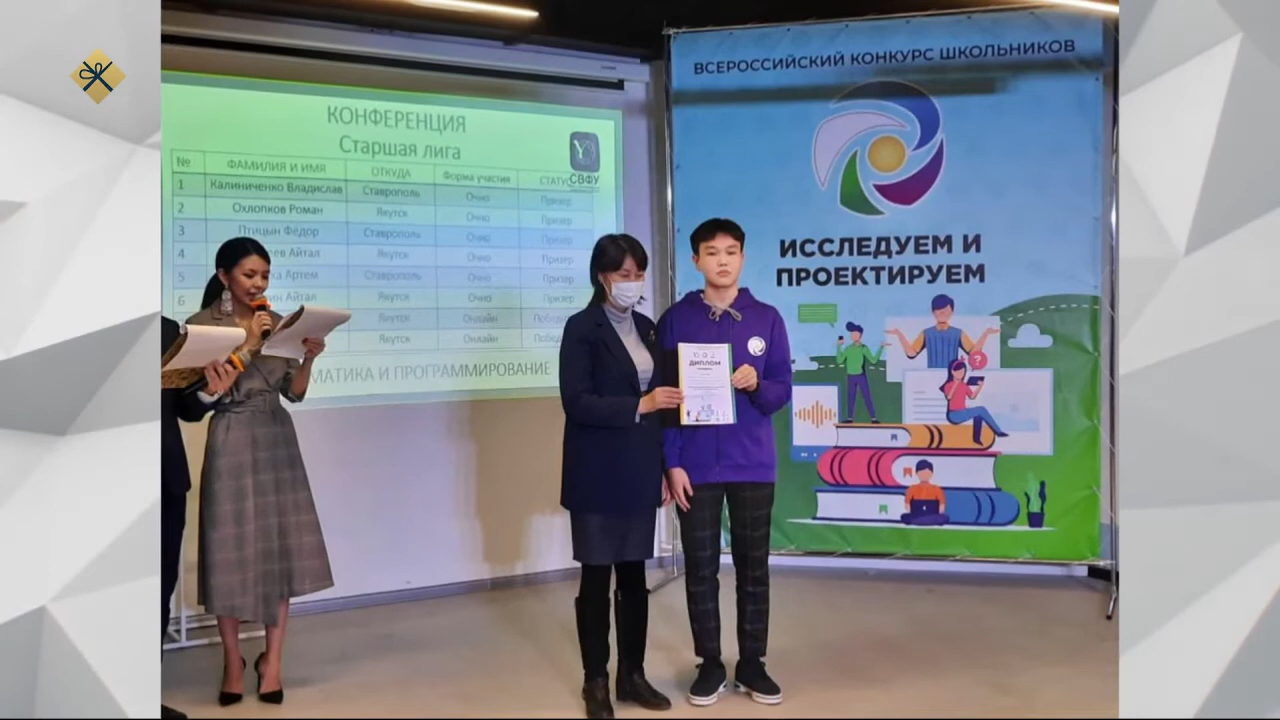 ВСЕРОССИЙСКИЙ КОНКУРС ШКОЛЬНИКОВ
ИССЛЕДУЕМ И
ПРОЕКТИРУЕМ
КОНФЕРЕНЦИЯ
Старшая лига
СВФУ
№ ФАМИЛИЯ И ИМЯ ОТКУДА Форма участия СТАТУС
1 Калиниченко Владислав Ставрополь Очно Призер
2 Охлопков Роман Якутск Очно Призер
3 Птицын Фёдор Ставрополь Очно Призер
4 Айтал Якутск Очно Призер
5 Артем Ставрополь Очно Призер
6 Айтал Якутск Очно Призер
Якутск Онлайн
Якутск Онлайн
МАТИКА И ПРОГРАММИРОВАНИЕ
ДИПЛОМ